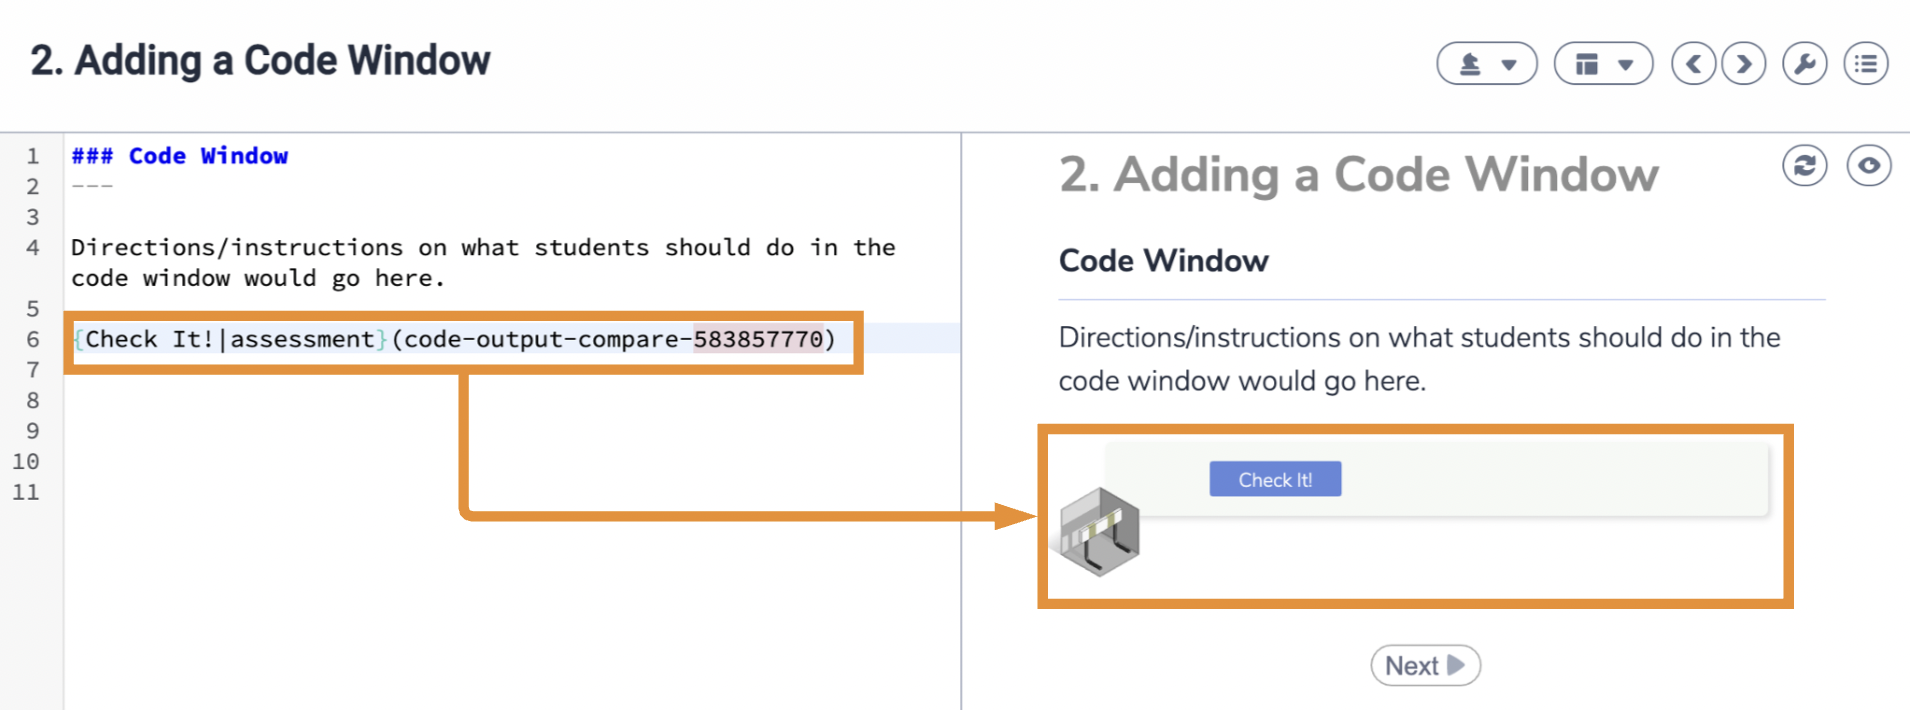 2. Adding a Code Window
1 ### Code Window
2 ---
3
4 Directions/instructions on what students should do in the
code window would go here.
5
6 {Check It!|assessment}(code-output-compare-583857770)
7
8
9
10
11
2. Adding a Code Window
Code Window
Directions/instructions on what students should do in the
code window would go here.
Check It!
Next